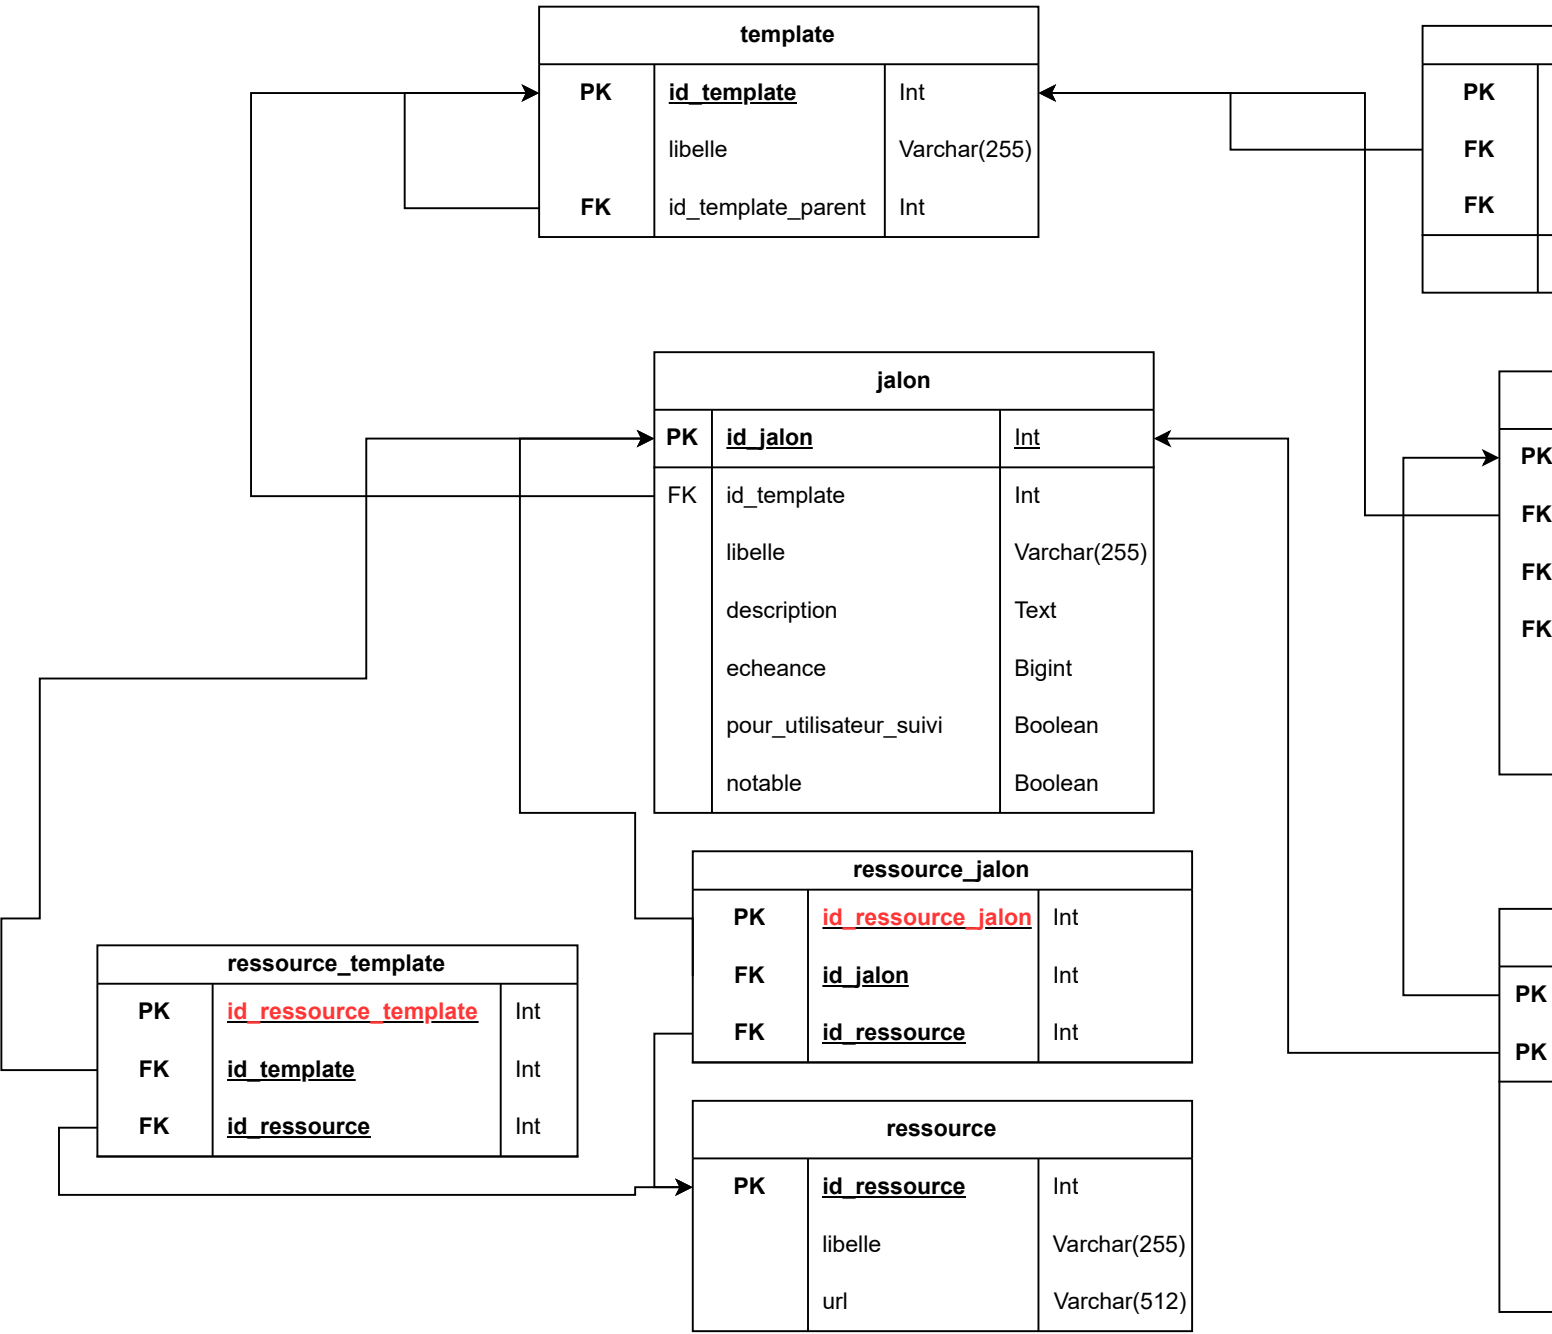 template
PK id_template Int
libelle Varchar(255)
FK id_template_parent Int
PK
FK
FK
jalon
PK id_jalon Int
FK id_template Int
libelle Varchar(255)
description Text
echeance Bigint
pour_utilisateur_suivi Boolean
notable Boolean
PK
FK
FK
FK
ressource_jalon
PK id_ressource_jalon Int
FK id_jalon Int
FK id_ressource Int
ressource_template
PK id_ressource_template Int
FK id_template Int
FK id_ressource Int
PK
PK
ressource
PK id_ressource Int
libelle Varchar(255)
url Varchar(512)